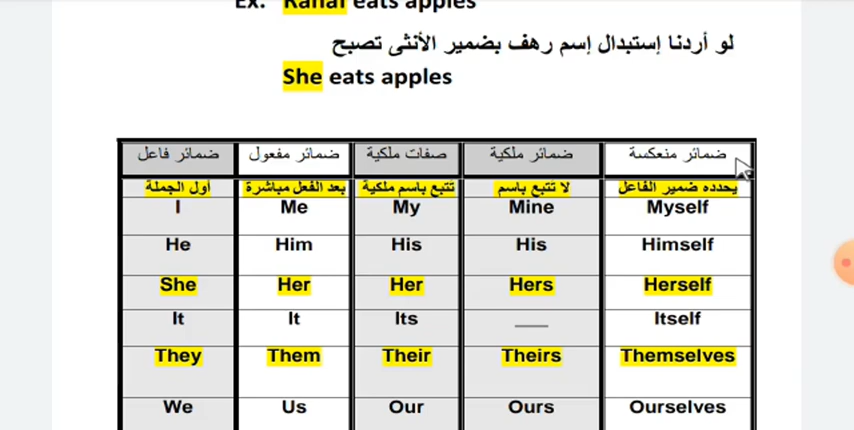 Ex. Rahaf eats apples
لو أردنا إستبدال إسم رهف بضمير الأنثى تصبح
She eats apples
ضمائر فاعل ضمائر مفعول صفات ملكية ضمائر ملكية ضمائر منعكسة
أول الجملة بعد الفعل مباشرة تتبع باسم ملكية لا تتبع باسم يحدده ضمير الفاعل
I Me My Mine Myself
He Him His His Himself
She Her Her Hers Herself
It It Its ___ Itself
They Them Their Theirs Themselves
We Us Our Ours Ourselves